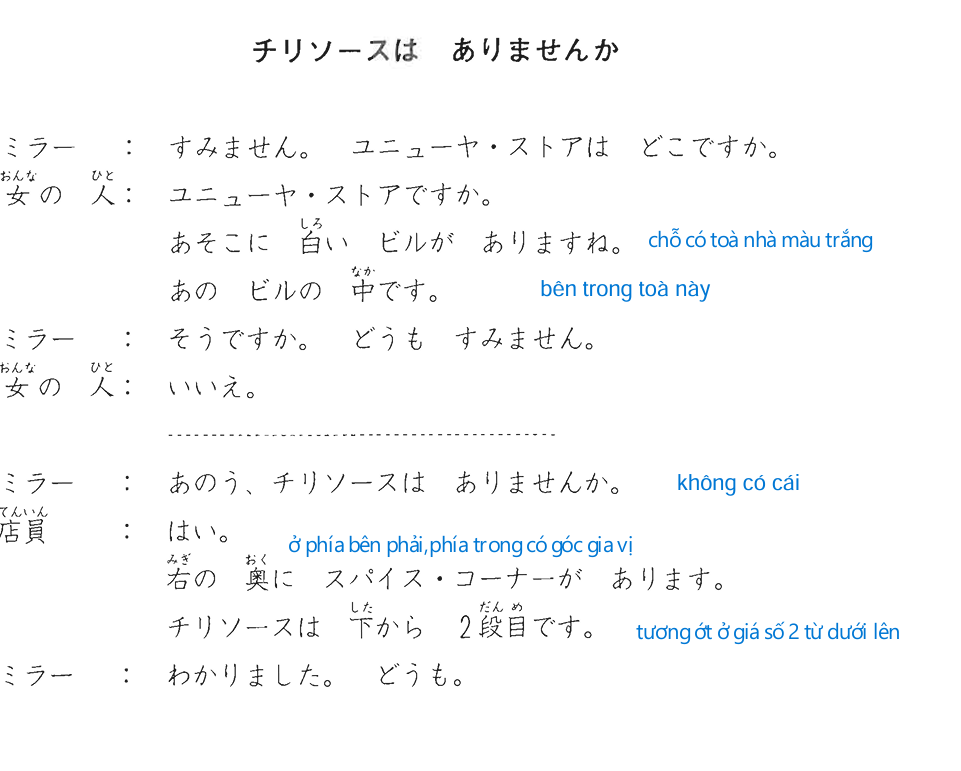 チリソースは ありませんか
ミラー : すみません。 ユニューヤ・ストアは どこですか。
おんな ひと
女の 人: ユニューヤ・ストアですか。
しろ
あそこに 白い ビルが ありますね。 chỗ có toà nhà màu trắng
なか
あの ビルの 中です。 bên trong toà này
ミラー : そうですか。 どうも すみません。
おんな ひと
女の 人: いいえ。
ミラー : あのう、チリソースは ありませんか。 không có cái
てんいん
店員 : はい。
ở phía bên phải,phía trong có góc gia vị
みぎ おく
右の 奥に スパイス・コーナーが あります。
した だん め
チリソースは 下から 2段目です。 tương ớt ở giá số 2 từ dưới lên
ミラー : わかりました。 どうも。